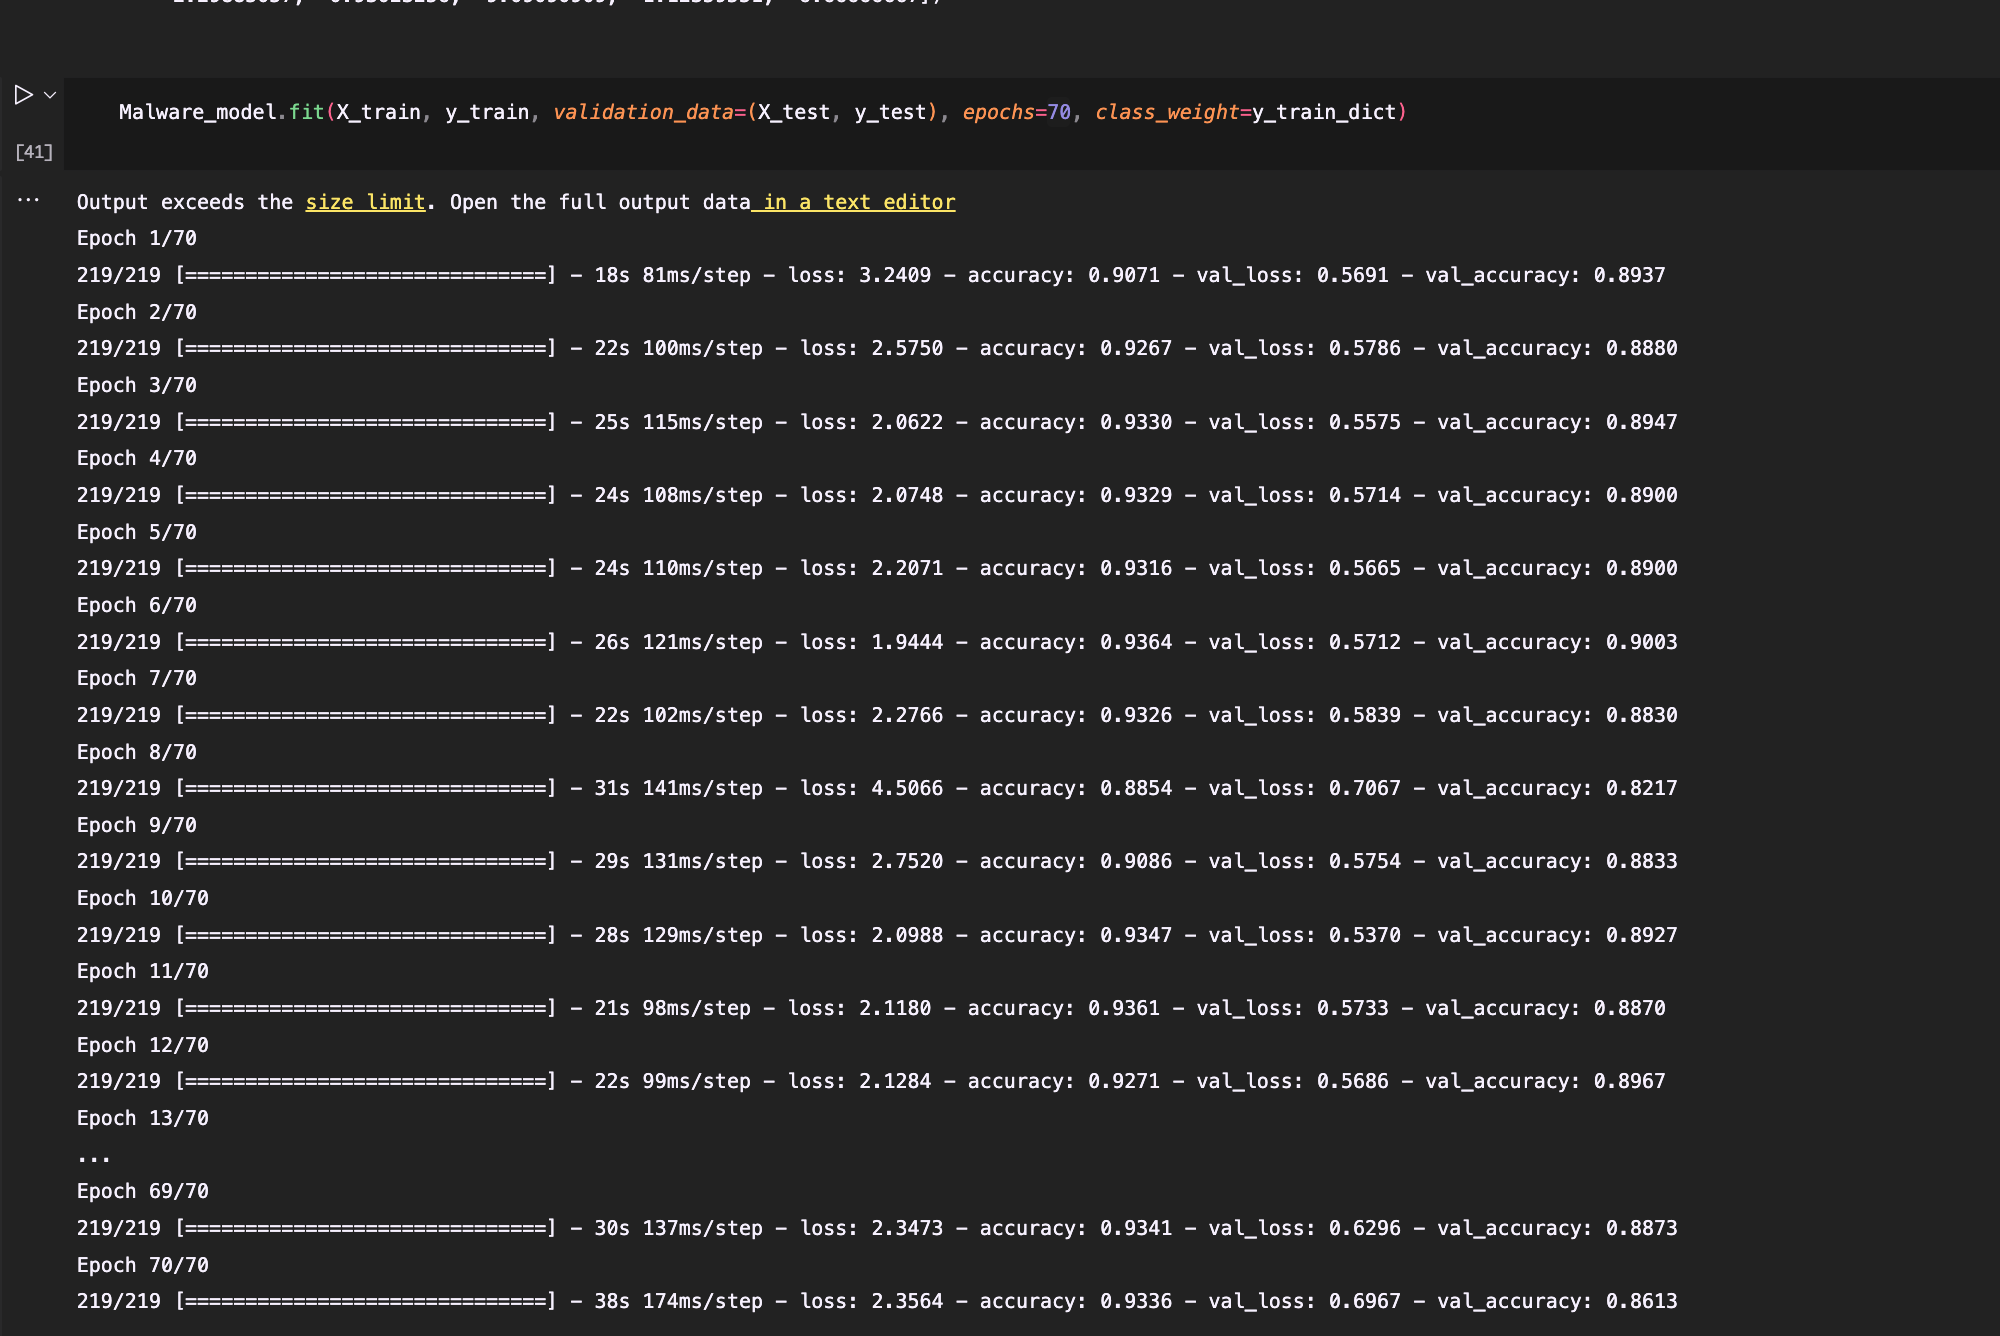 Malware_model.fit(X_train, y_train, validation_data=(X_test, y_test), epochs=70, class_weight=y_train_dict)
[41]
... Output exceeds the size limit. Open the full output data in a text editor
Epoch 1/70
219/219 [==============================] - 18s 81ms/step - loss: 3.2409 - accuracy: 0.9071 - val_loss: 0.5691 - val_accuracy: 0.8937
Epoch 2/70
219/219 [==============================] - 22s 100ms/step - loss: 2.5750 - accuracy: 0.9267 - val_loss: 0.5786 - val_accuracy: 0.8880
Epoch 3/70
219/219 [==============================] - 25s 115ms/step - loss: 2.0622 - accuracy: 0.9330 - val_loss: 0.5575 - val_accuracy: 0.8947
Epoch 4/70
219/219 [==============================] - 24s 108ms/step - loss: 2.0748 - accuracy: 0.9329 - val_loss: 0.5714 - val_accuracy: 0.8900
Epoch 5/70
219/219 [==============================] - 24s 110ms/step - loss: 2.2071 - accuracy: 0.9316 - val_loss: 0.5665 - val_accuracy: 0.8900
Epoch 6/70
219/219 [==============================] - 26s 121ms/step - loss: 1.9444 - accuracy: 0.9364 - val_loss: 0.5712 - val_accuracy: 0.9003
Epoch 7/70
219/219 [==============================] - 22s 102ms/step - loss: 2.2766 - accuracy: 0.9326 - val_loss: 0.5839 - val_accuracy: 0.8830
Epoch 8/70
219/219 [==============================] - 31s 141ms/step - loss: 4.5066 - accuracy: 0.8854 - val_loss: 0.7067 - val_accuracy: 0.8217
Epoch 9/70
219/219 [==============================] - 29s 131ms/step - loss: 2.7520 - accuracy: 0.9086 - val_loss: 0.5754 - val_accuracy: 0.8833
Epoch 10/70
219/219 [==============================] - 28s 129ms/step - loss: 2.0988 - accuracy: 0.9347 - val_loss: 0.5370 - val_accuracy: 0.8927
Epoch 11/70
219/219 [==============================] - 21s 98ms/step - loss: 2.1180 - accuracy: 0.9361 - val_loss: 0.5733 - val_accuracy: 0.8870
Epoch 12/70
219/219 [==============================] - 22s 99ms/step - loss: 2.1284 - accuracy: 0.9271 - val_loss: 0.5686 - val_accuracy: 0.8967
Epoch 13/70
...
Epoch 69/70
219/219 [==============================] - 30s 137ms/step - loss: 2.3473 - accuracy: 0.9341 - val_loss: 0.6296 - val_accuracy: 0.8873
Epoch 70/70
219/219 [==============================] - 38s 174ms/step - loss: 2.3564 - accuracy: 0.9336 - val_loss: 0.6967 - val_accuracy: 0.8613